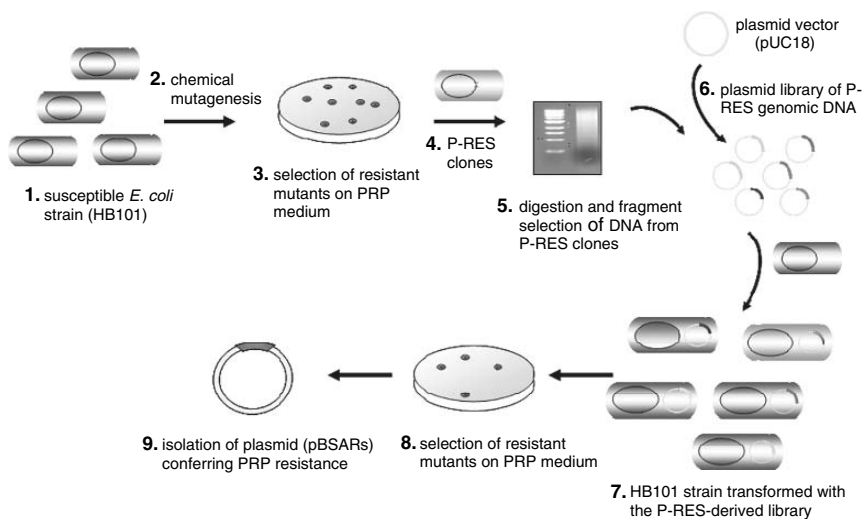 1. susceptible E. coli
strain (HB101)
2. chemical
mutagenesis
3. selection of resistant
mutants on PRP
medium
4. P-RES
clones
5. digestion and fragment
selection of DNA from
P-RES clones
plasmid vector
(pUC18)
6. plasmid library of P-
RES genomic DNA
7. HB101 strain transformed with
the P-RES-derived library
8. selection of resistant
mutants on PRP medium
9. isolation of plasmid (pBSARs)
conferring PRP resistance